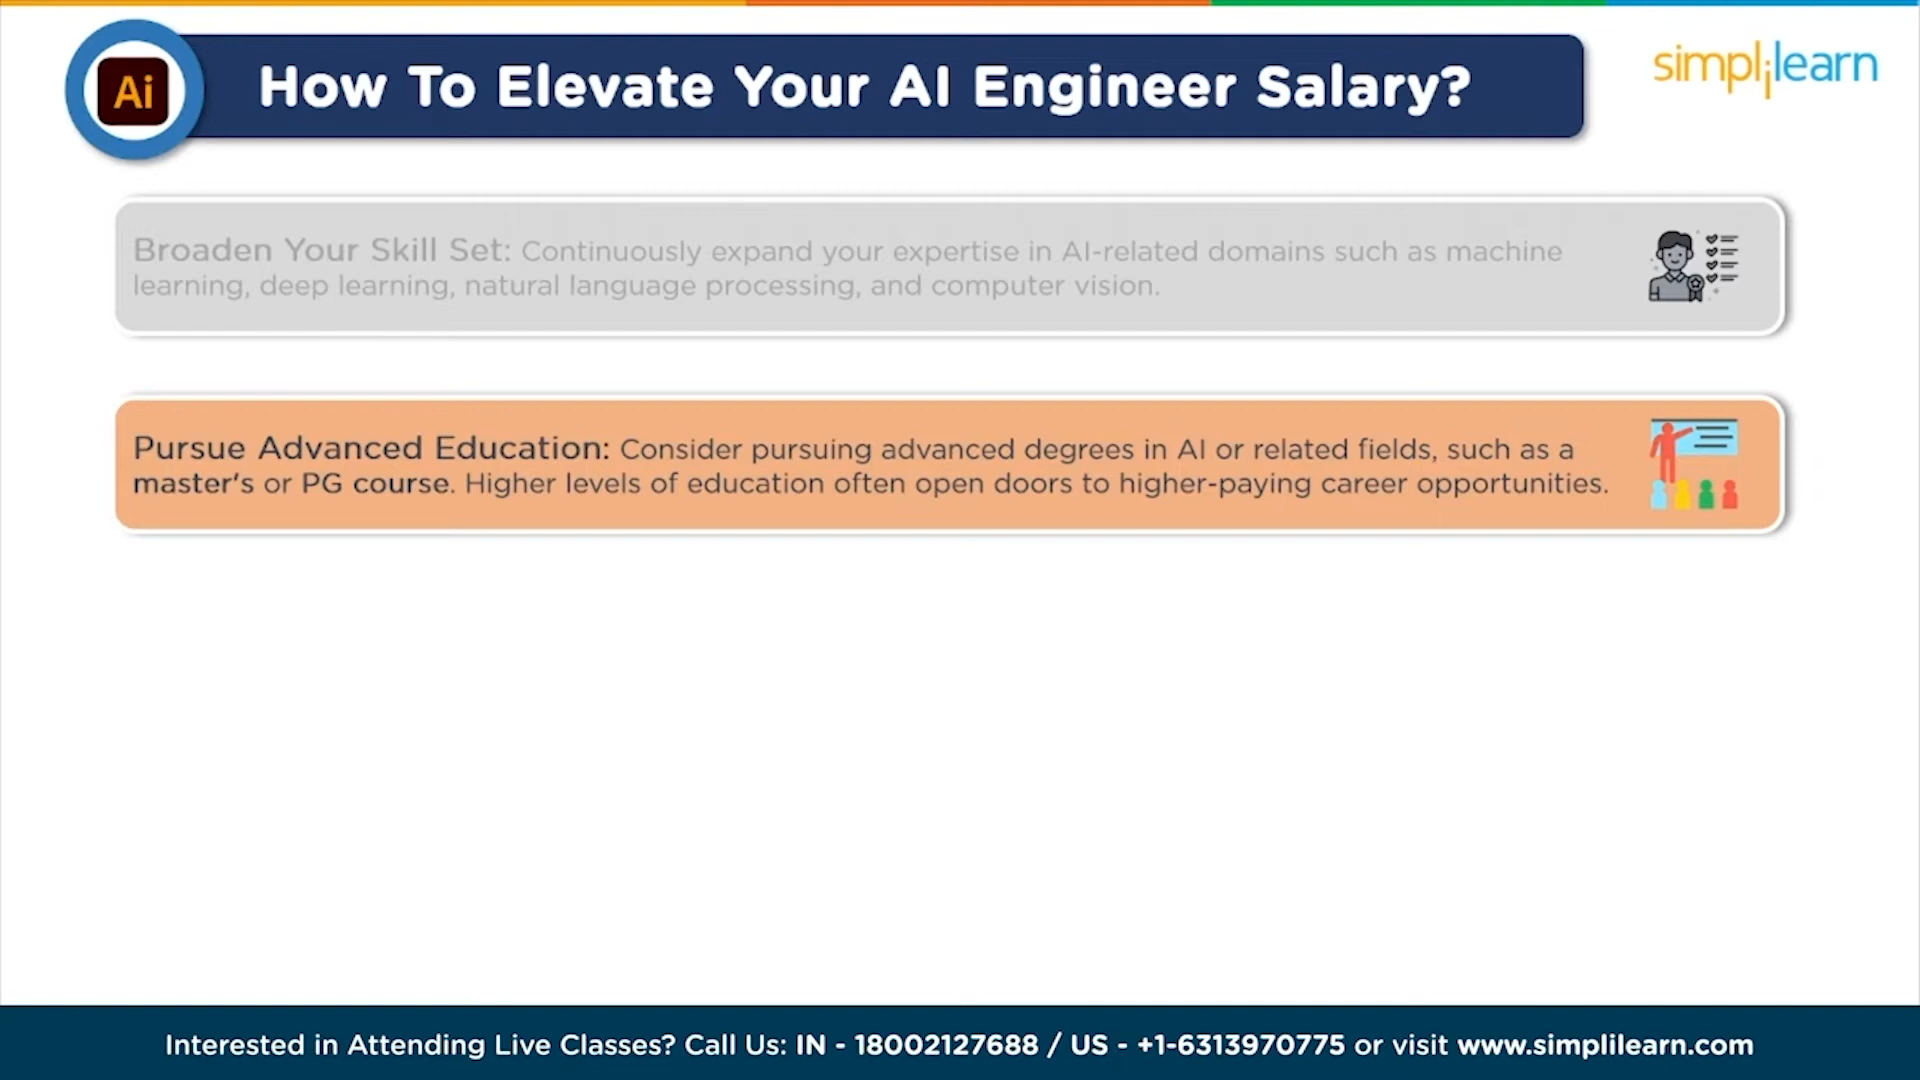 Ai
How To Elevate Your AI Engineer Salary?
simplilearn
Broaden Your Skill Set: Continuously expand your expertise in AI-related domains such as machine
learning, deep learning, natural language processing, and computer vision.
Pursue Advanced Education: Consider pursuing advanced degrees in AI or related fields, such as a
master's or PG course. Higher levels of education often open doors to higher-paying career opportunities.
Interested in Attending Live Classes? Call Us: IN - 18002127688 / US - +1-6313970775 or visit www.simplilearn.com